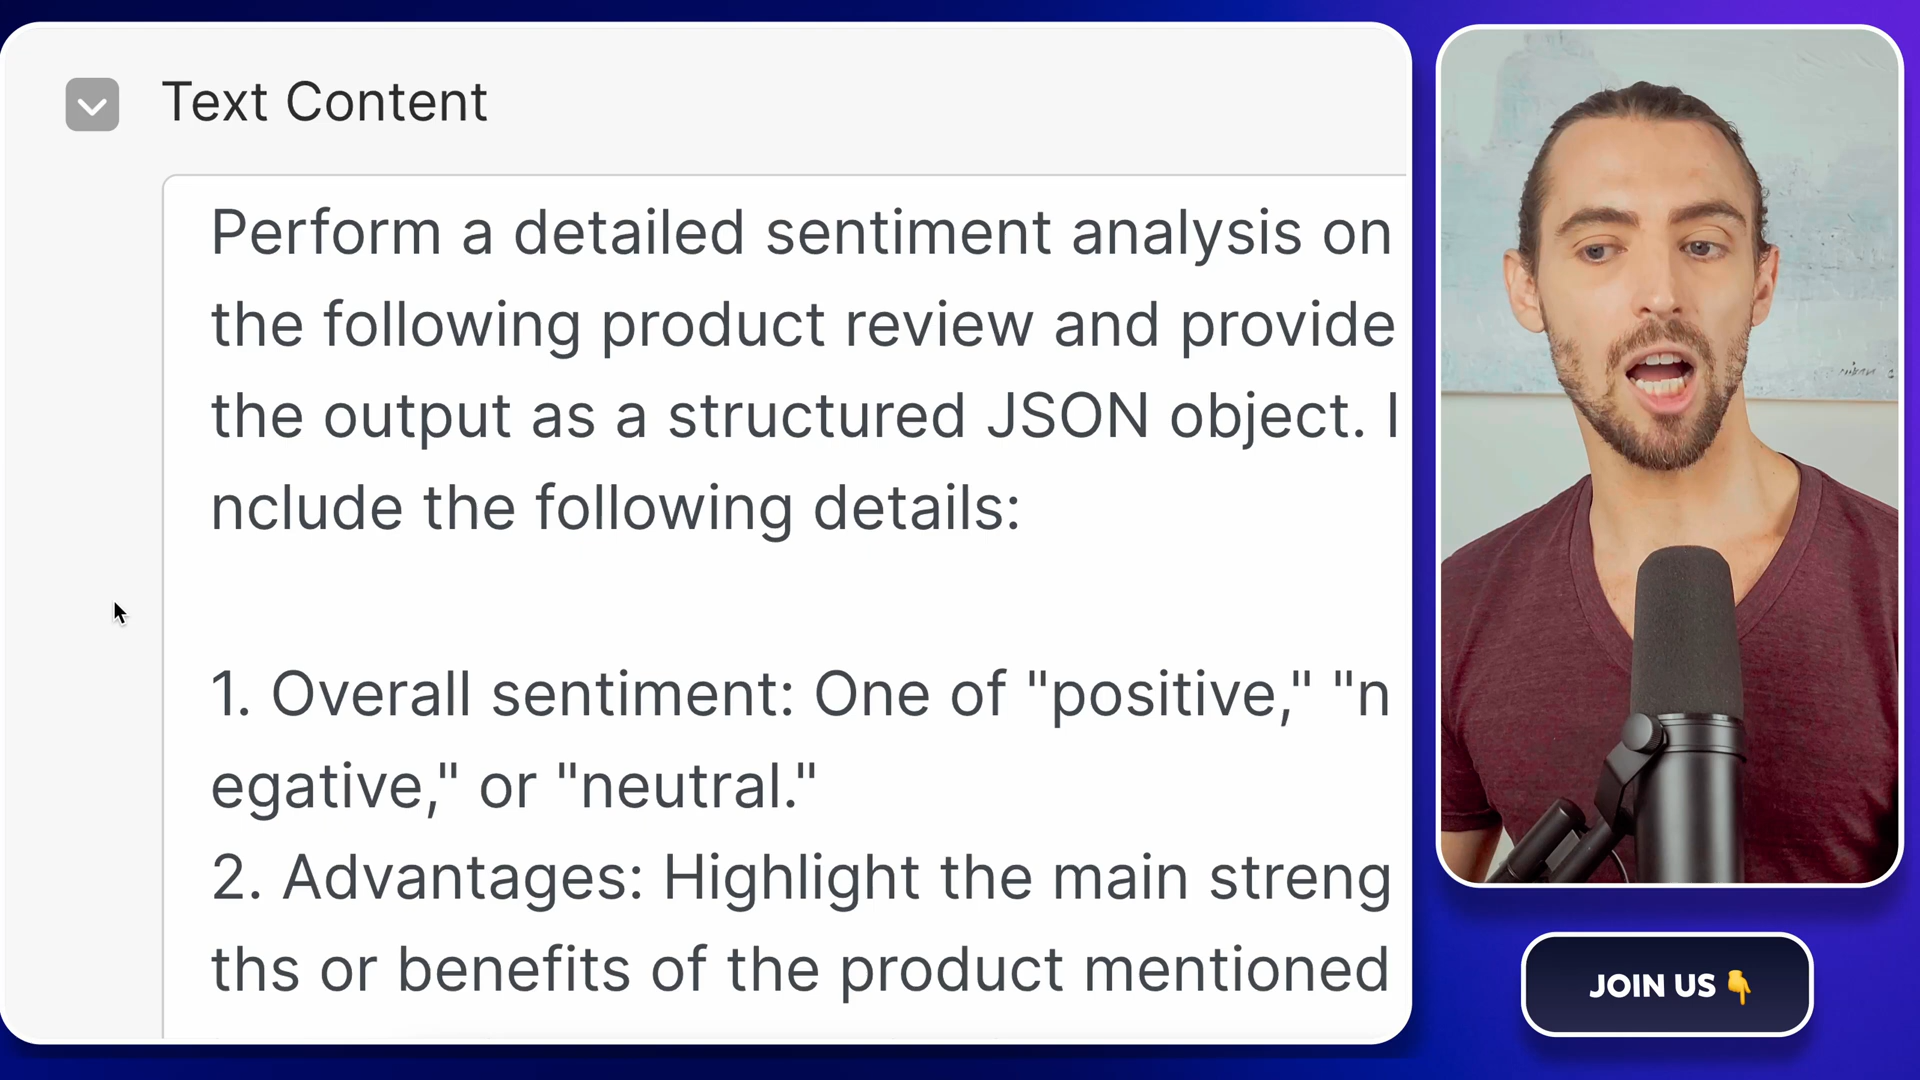 Text Content
Perform a detailed sentiment analysis on
the following product review and provide
the output as a structured JSON object. I
nclude the following details:
1. Overall sentiment: One of "positive," "n
egative," or "neutral."
2. Advantages: Highlight the main streng
ths or benefits of the product mentioned
JOIN US 👇